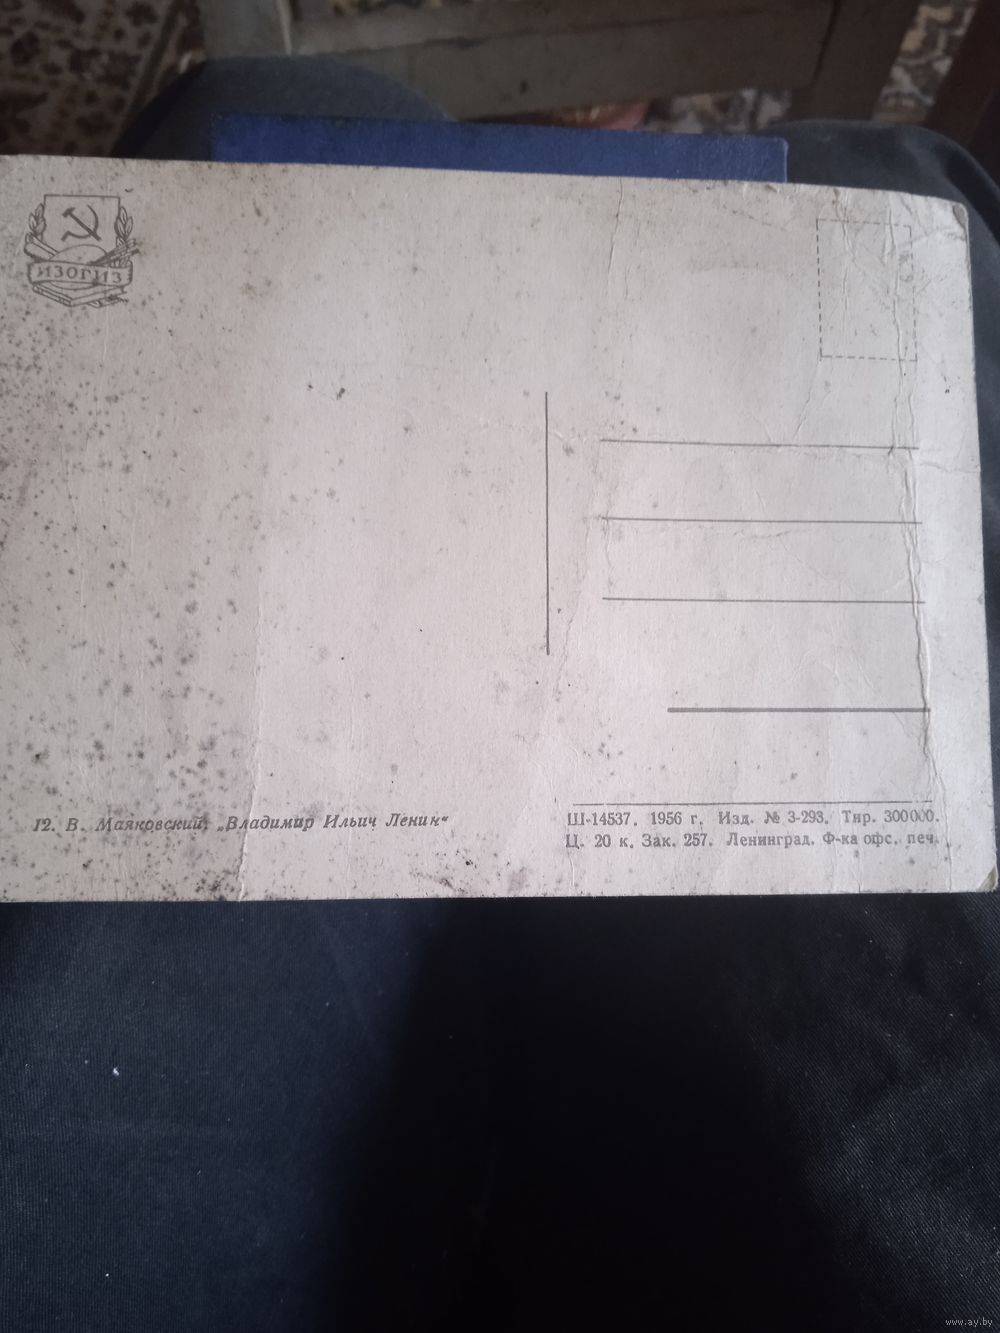 ИЗОГИЗ
12. В. Маяковский, „Владимир Ильич Ленин“
Ш-14537. 1956 г. Изд. № 3-293. Тир. 300000.
Ц. 20 к. Зак. 257. Ленинград. Ф-ка офс. печ.
www.ay.by